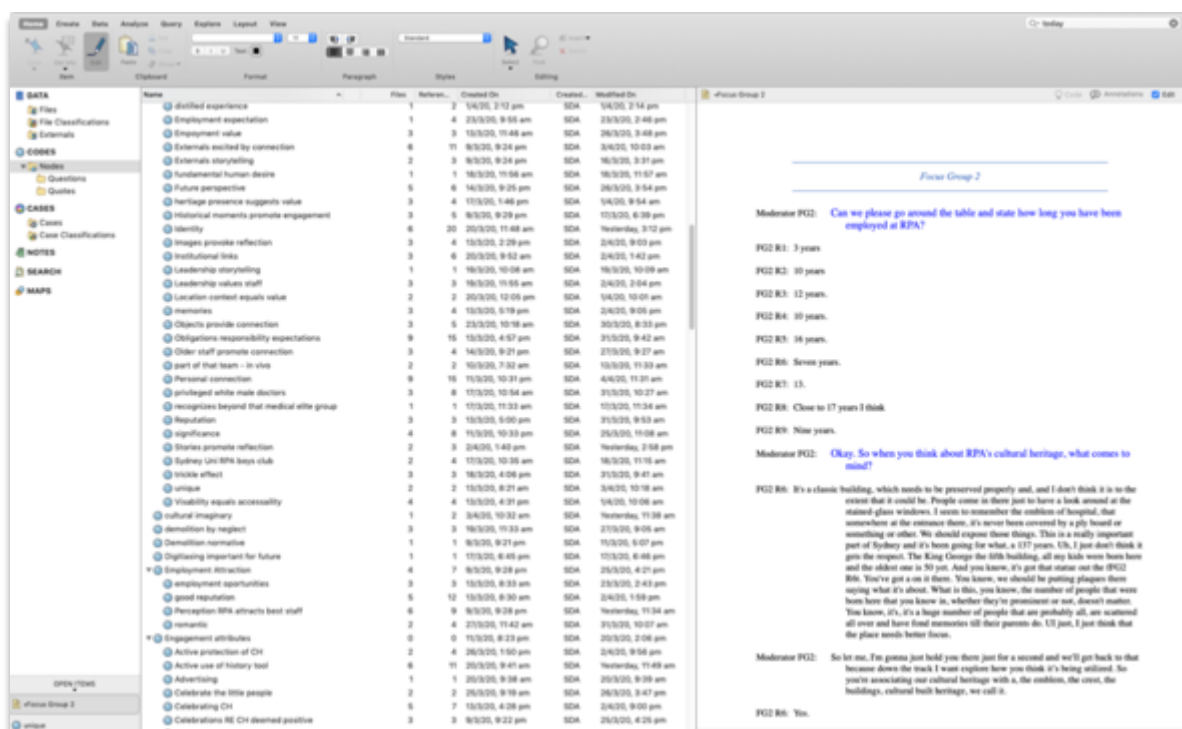 Home Create Data Analyze Query Explore Layout View
today
Edit Paste Select
Item Clipboard Format Paragraph Styles Editing
Standard
DATA
Files
File Classifications
Externals
CODES
Nodes
Questions
Quotes
CASES
Cases
Case Classifications
NOTES
SEARCH
MAPS
OPEN ITEMS
Focus Group 2
unique
Name Files Referen... Created On Created... Modified On
distilled experience 1 2 1/4/20, 2:12 pm SDA 1/4/20, 2:14 pm
Employment expectation 1 4 23/3/20, 9:55 am SDA 23/3/20, 2:46 pm
Empoyment value 3 3 13/3/20, 11:46 am SDA 26/3/20, 3:48 pm
Externals excited by connection 6 11 9/3/20, 9:24 pm SDA 3/4/20, 10:03 am
Externals storytelling 2 3 9/3/20, 9:24 pm SDA 16/3/20, 3:31 pm
fundamental human desire 1 1 18/3/20, 11:56 am SDA 18/3/20, 11:57 am
Future perspective 5 6 14/3/20, 9:25 pm SDA 26/3/20, 3:54 pm
hertiage presence suggests value 3 4 17/3/20, 1:46 pm SDA 1/4/20, 9:54 am
Historical moments promote engagement 3 5 9/3/20, 9:29 pm SDA 17/3/20, 6:39 pm
Identity 6 20 20/3/20, 11:48 am SDA Yesterday, 3:12 pm
Images provoke reflection 3 4 13/3/20, 2:29 pm SDA 2/4/20, 9:03 pm
Institutional links 3 6 20/3/20, 9:52 am SDA 2/4/20, 1:42 pm
Leadership storytelling 1 1 19/3/20, 10:08 am SDA 19/3/20, 10:09 am
Leadership values staff 3 3 19/3/20, 11:55 am SDA 2/4/20, 2:04 pm
Location context equals value 2 2 20/3/20, 12:05 pm SDA 1/4/20, 10:01 am
memories 3 4 13/3/20, 5:19 pm SDA 2/4/20, 9:05 pm
Objects provide connection 3 5 23/3/20, 10:18 am SDA 30/3/20, 8:33 pm
Obligations responsibility expectations 9 15 13/3/20, 4:57 pm SDA 31/3/20, 9:42 am
Older staff promote connection 3 4 14/3/20, 9:21 pm SDA 27/3/20, 9:27 am
part of that team - in vivo 2 2 10/3/20, 7:32 am SDA 13/3/20, 11:33 am
Personal connection 9 15 11/3/20, 10:31 pm SDA 4/4/20, 11:31 am
privileged white male doctors 3 8 17/3/20, 10:54 am SDA 31/3/20, 10:27 am
recognizes beyond that medical elite group 1 1 17/3/20, 11:33 am SDA 17/3/20, 11:34 am
Reputation 3 3 13/3/20, 5:00 pm SDA 31/3/20, 9:53 am
significance 4 8 11/3/20, 10:33 pm SDA 25/3/20, 11:08 am
Stories promote reflection 2 3 2/4/20, 1:40 pm SDA Yesterday, 2:58 pm
Sydney Uni RPA boys club 2 4 17/3/20, 10:35 am SDA 18/3/20, 11:15 am
trickle effect 3 3 18/3/20, 4:06 pm SDA 31/3/20, 9:41 am
unique 2 2 13/3/20, 8:21 am SDA 3/4/20, 10:18 am
Visability equals accessaility 4 4 13/3/20, 4:31 pm SDA 1/4/20, 10:06 am
cultural imaginary 1 2 3/4/20, 10:32 am SDA Yesterday, 11:38 am
demolition by neglect 3 3 19/3/20, 11:33 am SDA 27/3/20, 9:05 am
Demolition normative 1 1 9/3/20, 9:21 pm SDA 11/3/20, 5:07 pm
Digitiasing important for future 1 1 17/3/20, 6:45 pm SDA 17/3/20, 6:46 pm
Employment Attraction 4 7 9/3/20, 9:28 pm SDA 25/3/20, 4:21 pm
employment oportunities 3 3 13/3/20, 8:33 am SDA 23/3/20, 2:43 pm
good reputation 5 12 13/3/20, 8:30 am SDA 2/4/20, 1:59 pm
Perception RPA attracts best staff 6 9 9/3/20, 9:28 pm SDA Yesterday, 11:34 am
romantic 2 4 27/3/20, 11:42 am SDA 31/3/20, 10:07 am
Engagement attributes 0 0 11/3/20, 8:23 pm SDA 20/3/20, 2:06 pm
Active protection of CH 2 4 26/3/20, 1:50 pm SDA 2/4/20, 9:56 pm
Active use of history tool 6 11 20/3/20, 9:41 am SDA Yesterday, 11:49 am
Advertising 1 1 20/3/20, 9:38 am SDA 20/3/20, 9:39 am
Celebrate the little people 2 2 25/3/20, 9:19 am SDA 26/3/20, 3:47 pm
Celebrating CH 5 7 13/3/20, 4:28 pm SDA 2/4/20, 9:00 pm
Celebrations RE CH deemed positive 3 3 9/3/20, 9:22 pm SDA 25/3/20, 4:25 pm
Focus Group 2 Code Annotations Edit
Focus Group 2
Moderator FG2: Can we please go around the table and state how long you have been
employed at RPA?
FG2 R1: 3 years
FG2 R2: 10 years
FG2 R3: 12 years.
FG2 R4: 10 years.
FG2 R5: 16 years.
FG2 R6: Seven years.
FG2 R7: 13.
FG2 R8: Close to 17 years I think
FG2 R9: Nine years.
Moderator FG2: Okay. So when you think about RPA's cultural heritage, what comes to
mind?
FG2 R6: It's a classic building, which needs to be preserved properly and, and I don't think it is to the
extent that it could be. People come in there just to have a look around at the
stained-glass windows. I seem to remember the emblem of hospital, that
somewhere at the entrance there, it's never been covered by a ply board or
something or other. We should expose those things. This is a really important
part of Sydney and it's been going for what, a 137 years. Uh, I just don't think it
gets the respect. The King George the fifth building, all my kids were born here
and the oldest one is 50 yet. And you know, it's got that statue out the (FG2
R6: You've got a on it there. You know, we should be putting plaques there
saying what it's about. What is this, you know, the number of people that were
born here that you know in, whether they're prominent or not, doesn't matter.
You know, it's, it's a huge number of people that are probably all, are scattered
all over and have fond memories till their parents do. UI just, I just think that
the place needs better focus.
Moderator FG2: So let me, I'm gonna just hold you there just for a second and we'll get back to that
because down the track I want explore how you think it's being utilized. So
you're associating our cultural heritage with a, the emblem, the crest, the
buildings, cultural built heritage, we call it.
FG2 R6: Yes.